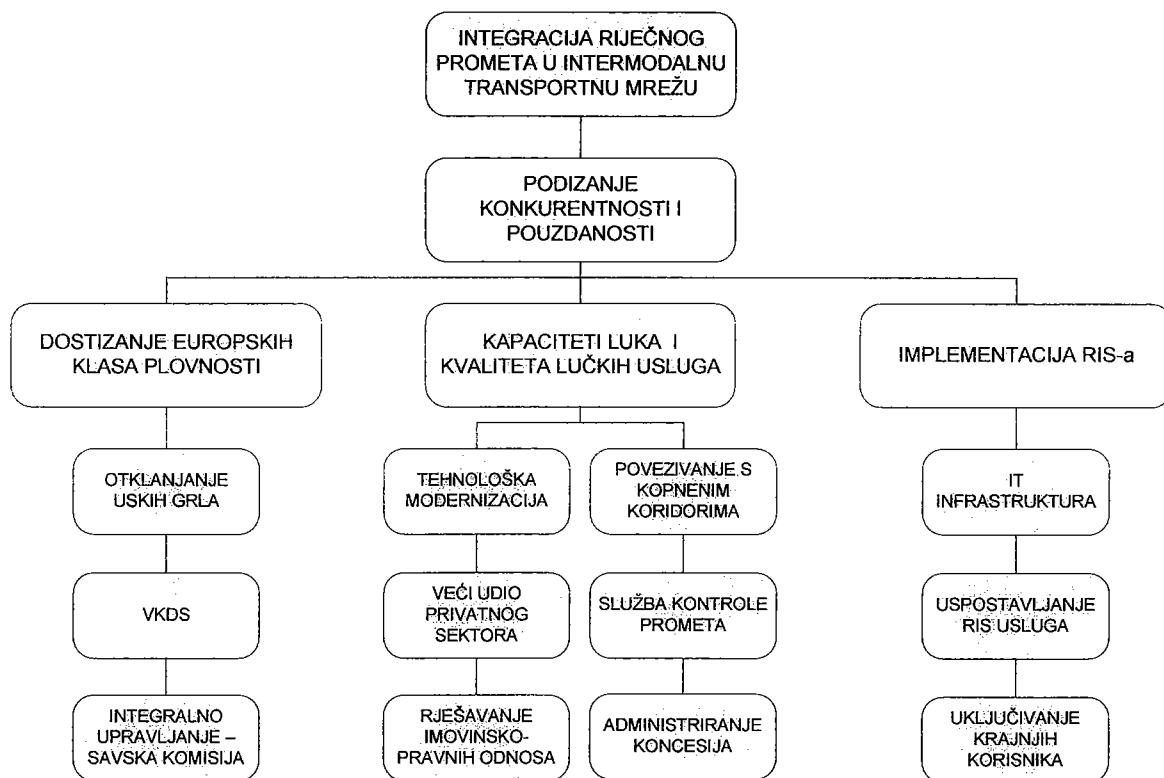 INTEGRACIJA RIJEČNOG
PROMETA U INTERMODALNU
TRANSPORTNU MREŽU
PODIZANJE
KONKURENTNOSTI I
POUZDANOSTI
DOSTIZANJE EUROPSKIH
KLASA PLOVNOSTI
KAPACITETI LUKA I
KVALITETA LUČKIH USLUGA
IMPLEMENTACIJA RIS-a
OTKLANJANJE
USKIH GRLA
TEHNOLOŠKA
MODERNIZACIJA
POVEZIVANJE S
KOPNENIM
KORIDORIMA
IT
INFRASTRUKTURA
VKDS
VEĆI UDIO
PRIVATNOG
SEKTORA
SLUŽBA KONTROLE
PROMETA
USPOSTAVLJANJE
RIS USLUGA
INTEGRALNO
UPRAVLJANJE –
SAVSKA KOMISIJA
RJEŠAVANJE
IMOVINSKO-
PRAVNIH ODNOSA
ADMINISTRIRANJE
KONCESIJA
UKLJUČIVANJE
KRAJNJIH
KORISNIKA